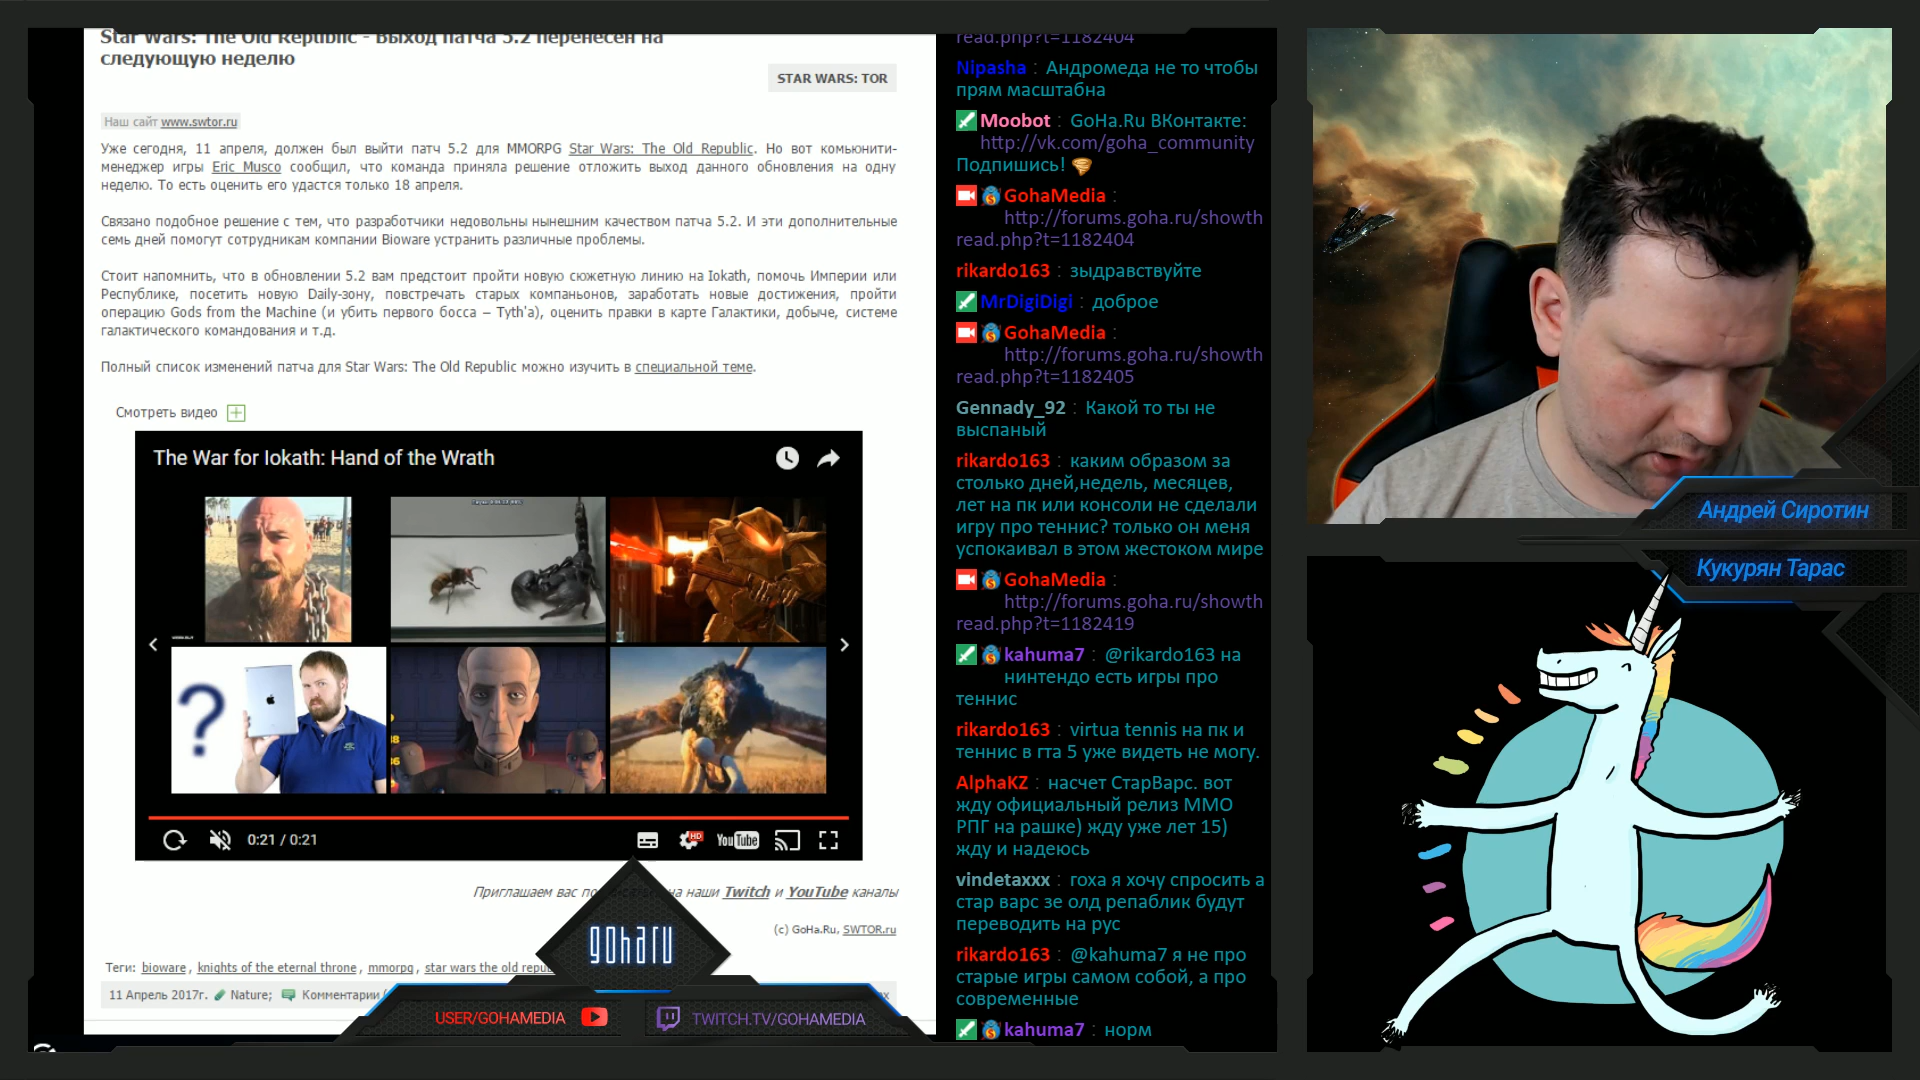 Star Wars: The Old Republic - Выход патча 5.2 перенесен на
следующую неделю
STAR WARS: TOR
Наш сайт www.swtor.ru
Уже сегодня, 11 апреля, должен был выйти патч 5.2 для MMORPG Star Wars: The Old Republic. Но вот комьюнити-
менеджер игры Eric Musco сообщил, что команда приняла решение отложить выход данного обновления на одну
неделю. То есть оценить его удастся только 18 апреля.
Связано подобное решение с тем, что разработчики недовольны нынешним качеством патча 5.2. И эти дополнительные
семь дней помогут сотрудникам компании Bioware устранить различные проблемы.
Стоит напомнить, что в обновлении 5.2 вам предстоит пройти новую сюжетную линию на Iokath, помочь Империи или
Республике, посетить новую Daily-зону, повстречать старых компаньонов, заработать новые достижения, пройти
операцию Gods from the Machine (и убить первого босса – Tyth'a), оценить правки в карте Галактики, добыче, системе
галактического командования и т.д.
Полный список изменений патча для Star Wars: The Old Republic можно изучить в специальной теме.
Смотреть видео
The War for Iokath: Hand of the Wrath
?
0:21 / 0:21
HD
YouTube
Приглашаем вас по на наши Twitch и YouTube каналы
(c) GoHa.Ru, SWTOR.ru
Теги: bioware , knights of the eternal throne , mmorpg , star wars the old
11 Апрель 2017г. Nature; Комментарии
goharu
USER/GOHAMEDIA
TWITCH.TV/GOHAMEDIA
read.php?t=1182404
Nipasha : Андромеда не то чтобы
прям масштабна
Moobot : GoHa.Ru ВКонтакте:
http://vk.com/goha_community
Подпишись!
GohaMedia :
http://forums.goha.ru/showth
read.php?t=1182404
rikardo163 : зыдравствуйте
MrDigiDigi : доброе
GohaMedia :
http://forums.goha.ru/showth
read.php?t=1182405
Gennady_92 : Какой то ты не
выспаный
rikardo163 : каким образом за
столько дней,недель, месяцев,
лет на пк или консоли не сделали
игру про теннис? только он меня
успокаивал в этом жестоком мире
GohaMedia :
http://forums.goha.ru/showth
read.php?t=1182419
kahuma7 : @rikardo163 на
нинтендо есть игры про
теннис
rikardo163 : virtua tennis на пк и
теннис в гта 5 уже видеть не могу.
AlphaKZ : насчет СтарВарс. вот
жду официальный релиз ММО
РПГ на рашке) жду уже лет 15)
жду и надеюсь
vindetaxxx : гоха я хочу спросить а
стар варс зе олд репаблик будут
переводить на рус
rikardo163 : @kahuma7 я не про
старые игры самом собой, а про
современные
kahuma7 : норм
Андрей Сиротин
Кукурян Тарас